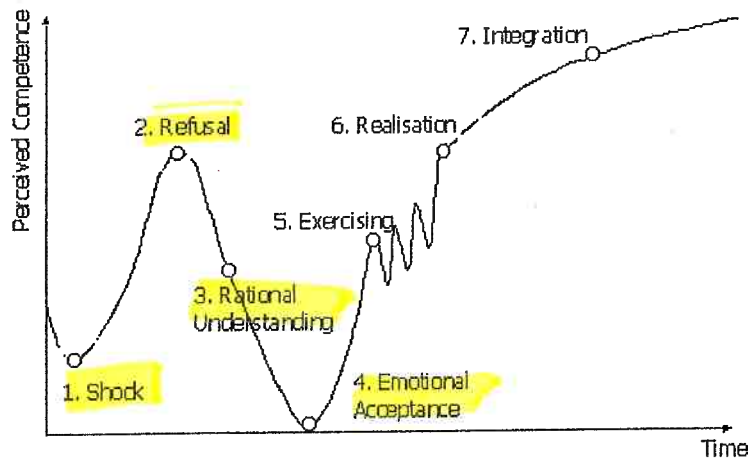 Perceived Competence
7. Integration
2. Refusal
6. Realisation
5. Exercising
3. Rational
Understanding
1. Shock
4. Emotional
Acceptance
Time